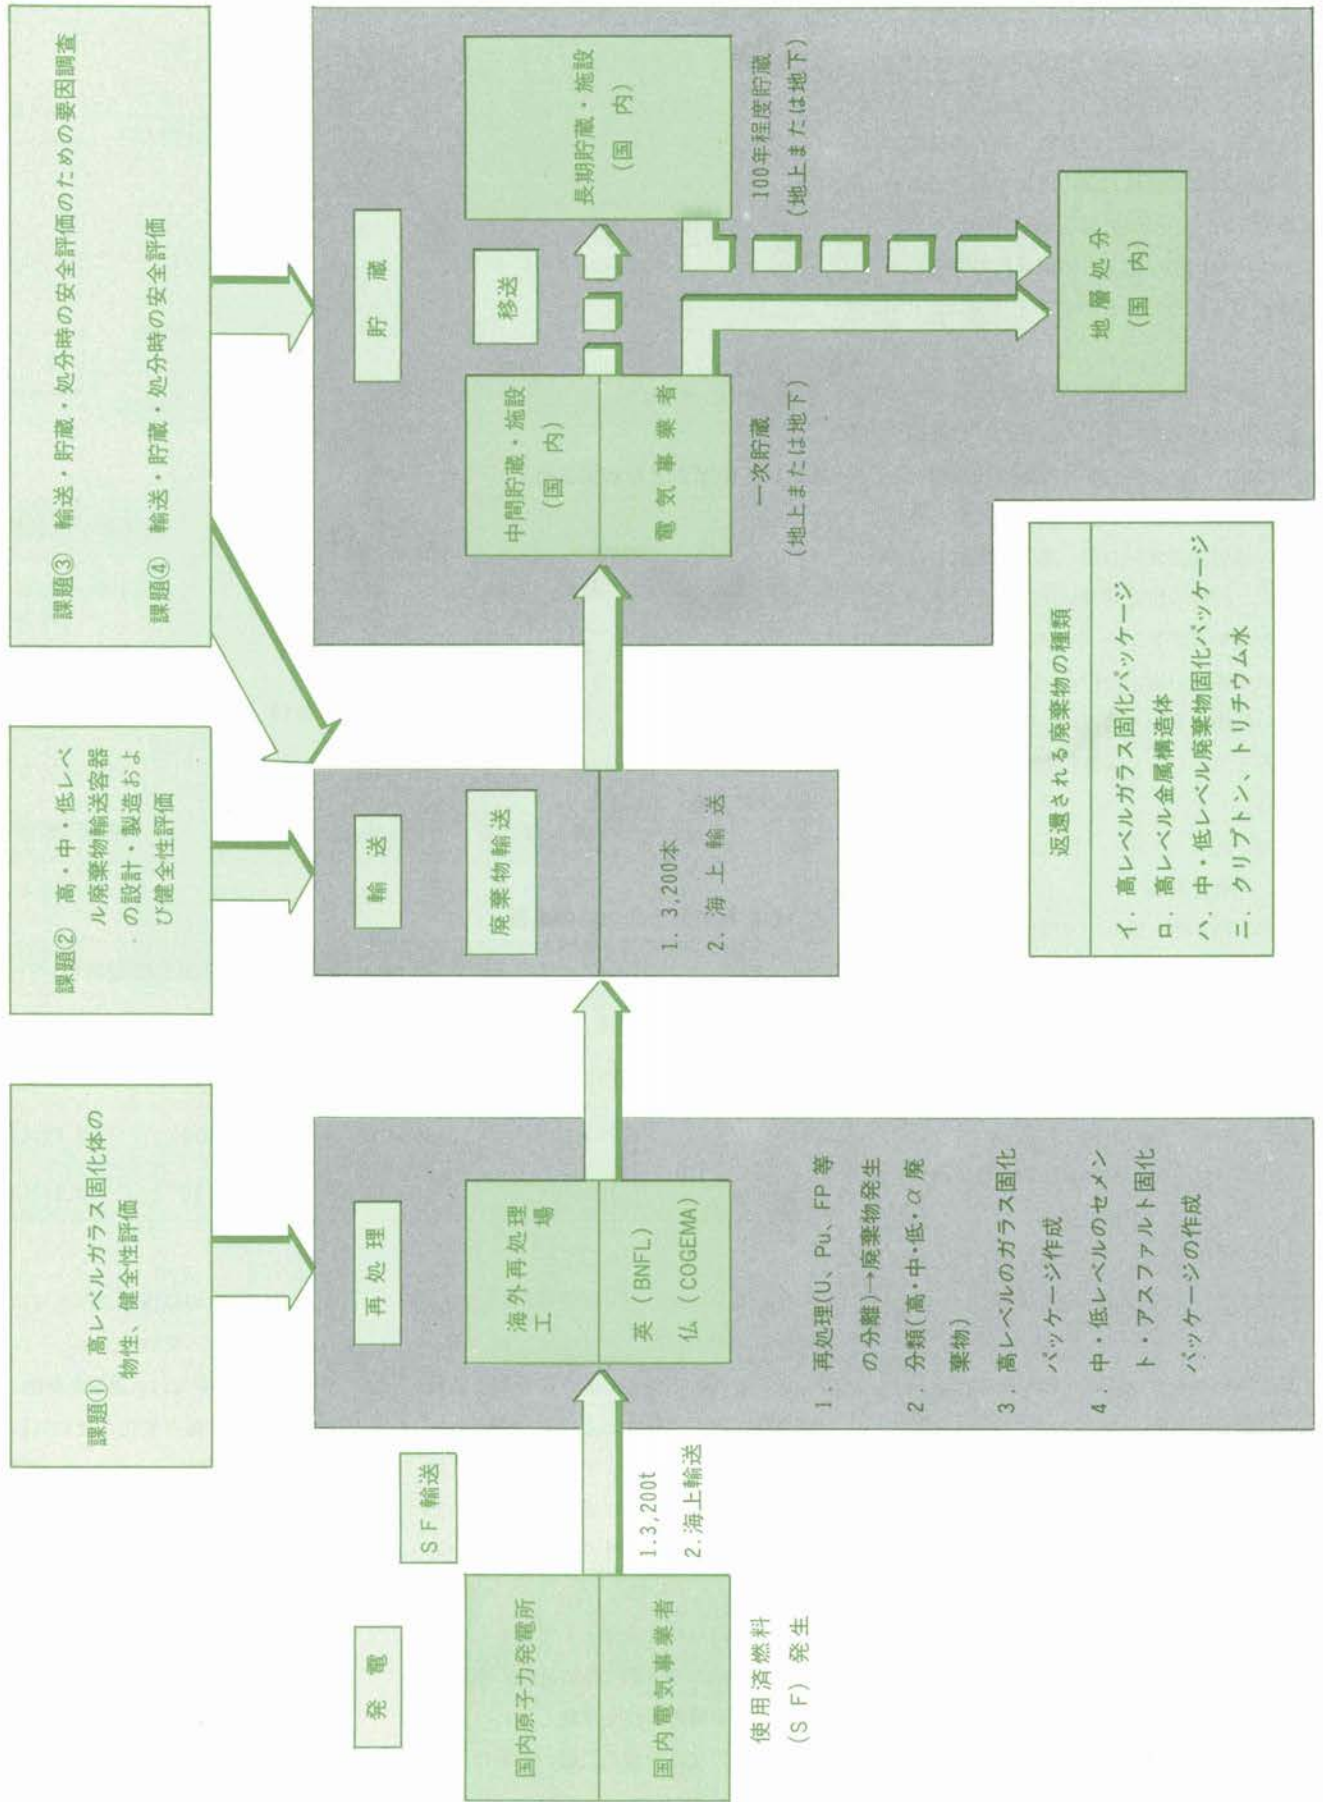 課題① 高レベルガラス固化体の
物性、健全性評価
課題② 高・中・低レベ
ル廃棄物輸送容器
の設計・製造およ
び健全性評価
課題③ 輸送・貯蔵・処分時の安全評価のための要因調査
課題④ 輸送・貯蔵・処分時の安全評価
発電
国内原子力発電所
国内電気事業者
使用済燃料
(SF)発生
SF輸送
1.3,200t
2.海上輸送
再処理
海外再処理
工場
英(BNFL)
仏(COGEMA)
1.再処理(U、Pu、FP等
の分離)→廃棄物発生
2.分類(高・中・低・α廃
棄物)
3.高レベルのガラス固化
パッケージ作成
4.中・低レベルのセメン
ト・アスファルト固化
パッケージの作成
輸送
廃棄物輸送
1.3,200本
2.海上輸送
貯蔵
中間貯蔵・施設
(国内)
電気事業者
一次貯蔵
(地上または地下)
移送
長期貯蔵・施設
(国内)
100年程度貯蔵
(地上または地下)
地層処分
(国内)
返還される廃棄物の種類
イ.高レベルガラス固化パッケージ
ロ.高レベル金属構造体
ハ.中・低レベル廃棄物固化パッケージ
ニ.クリプトン、トリチウム水